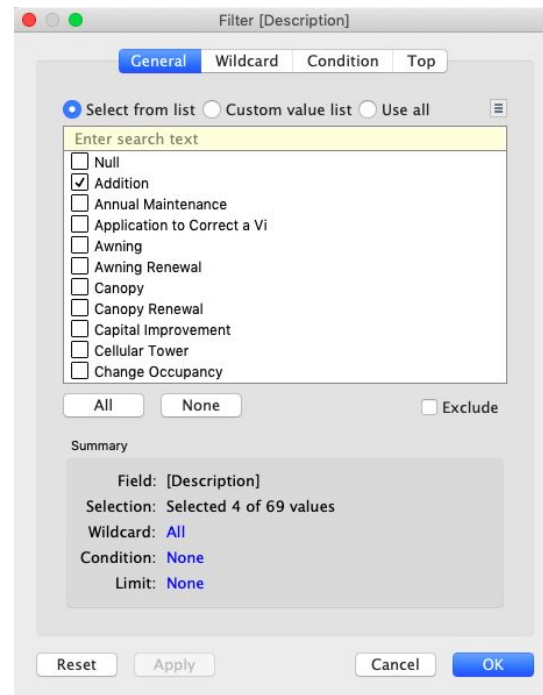 Filter [Description]
General Wildcard Condition Top
Select from list Custom value list Use all
Enter search text
Null
Addition
Annual Maintenance
Application to Correct a Vi
Awning
Awning Renewal
Canopy
Canopy Renewal
Capital Improvement
Cellular Tower
Change Occupancy
All None Exclude
Summary
Field: [Description]
Selection: Selected 4 of 69 values
Wildcard: All
Condition: None
Limit: None
Reset Apply Cancel OK